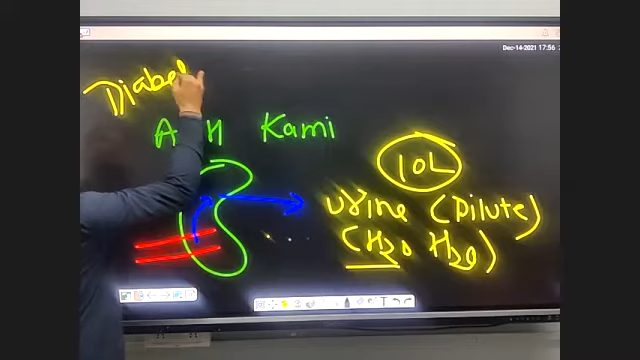 Dec-14-2021 17:56
Diabe
A H Kami
10L
Urine (Dilute)
(H2O H2O)